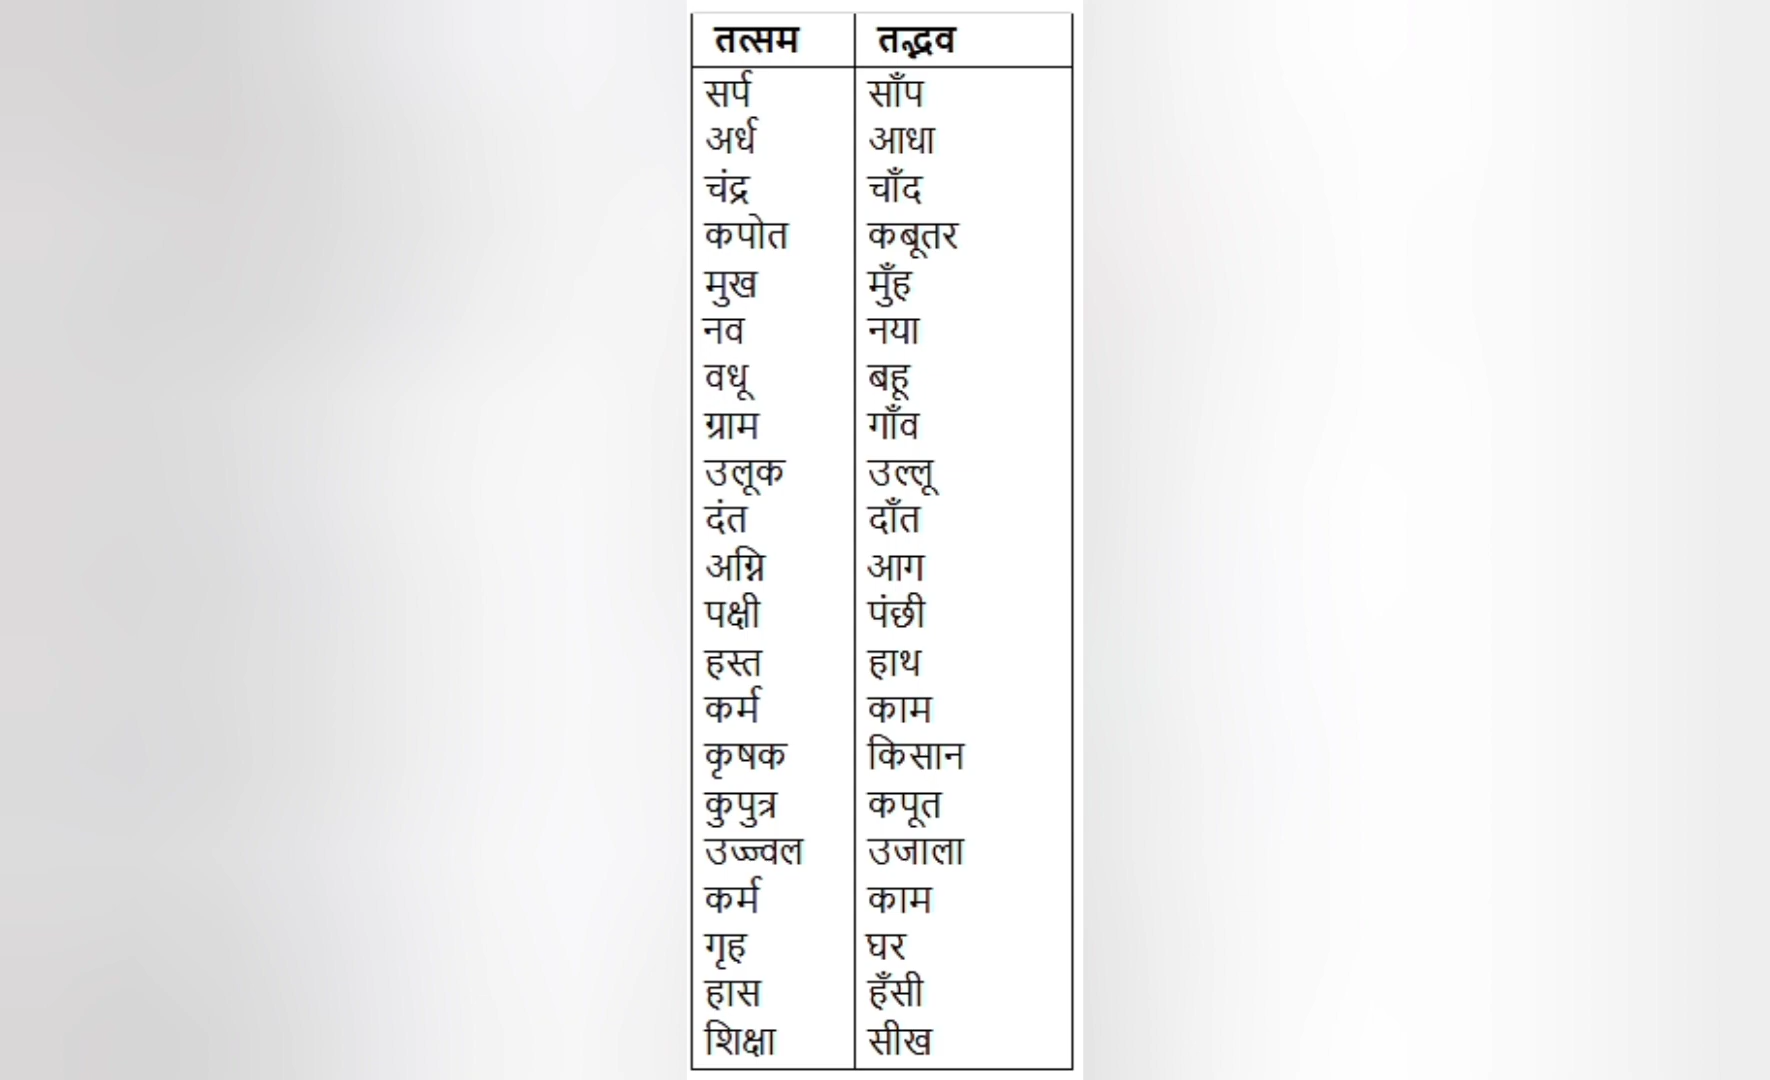 तत्सम तद्भव
सर्प साँप
अर्ध आधा
चंद्र चाँद
कपोत कबूतर
मुख मुँह
नव नया
वधू बहू
ग्राम गाँव
उलूक उल्लू
दंत दाँत
अग्नि आग
पक्षी पंछी
हस्त हाथ
कर्म काम
कृषक किसान
कुपुत्र कपूत
उज्ज्वल उजाला
कर्म काम
गृह घर
हास हँसी
शिक्षा सीख